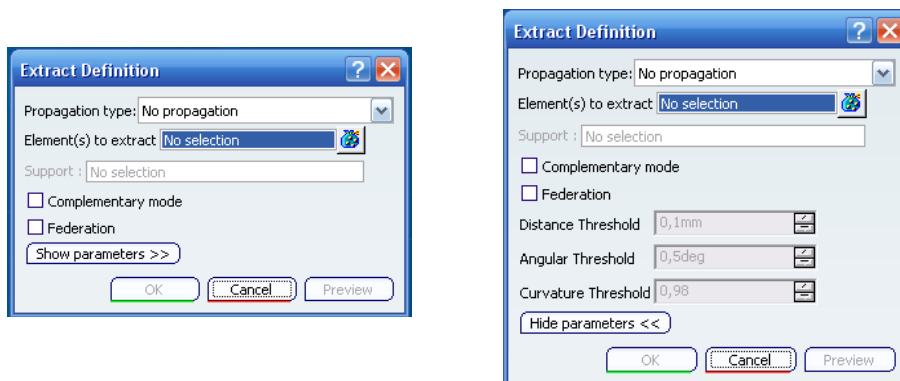 Extract Definition
Propagation type: No propagation
Element(s) to extract No selection
Support : No selection
Complementary mode
Federation
Show parameters >>
OK Cancel Preview
Extract Definition
Propagation type: No propagation
Element(s) to extract No selection
Support : No selection
Complementary mode
Federation
Distance Threshold 0,1mm
Angular Threshold 0,5deg
Curvature Threshold 0,98
Hide parameters <<
OK Cancel Preview